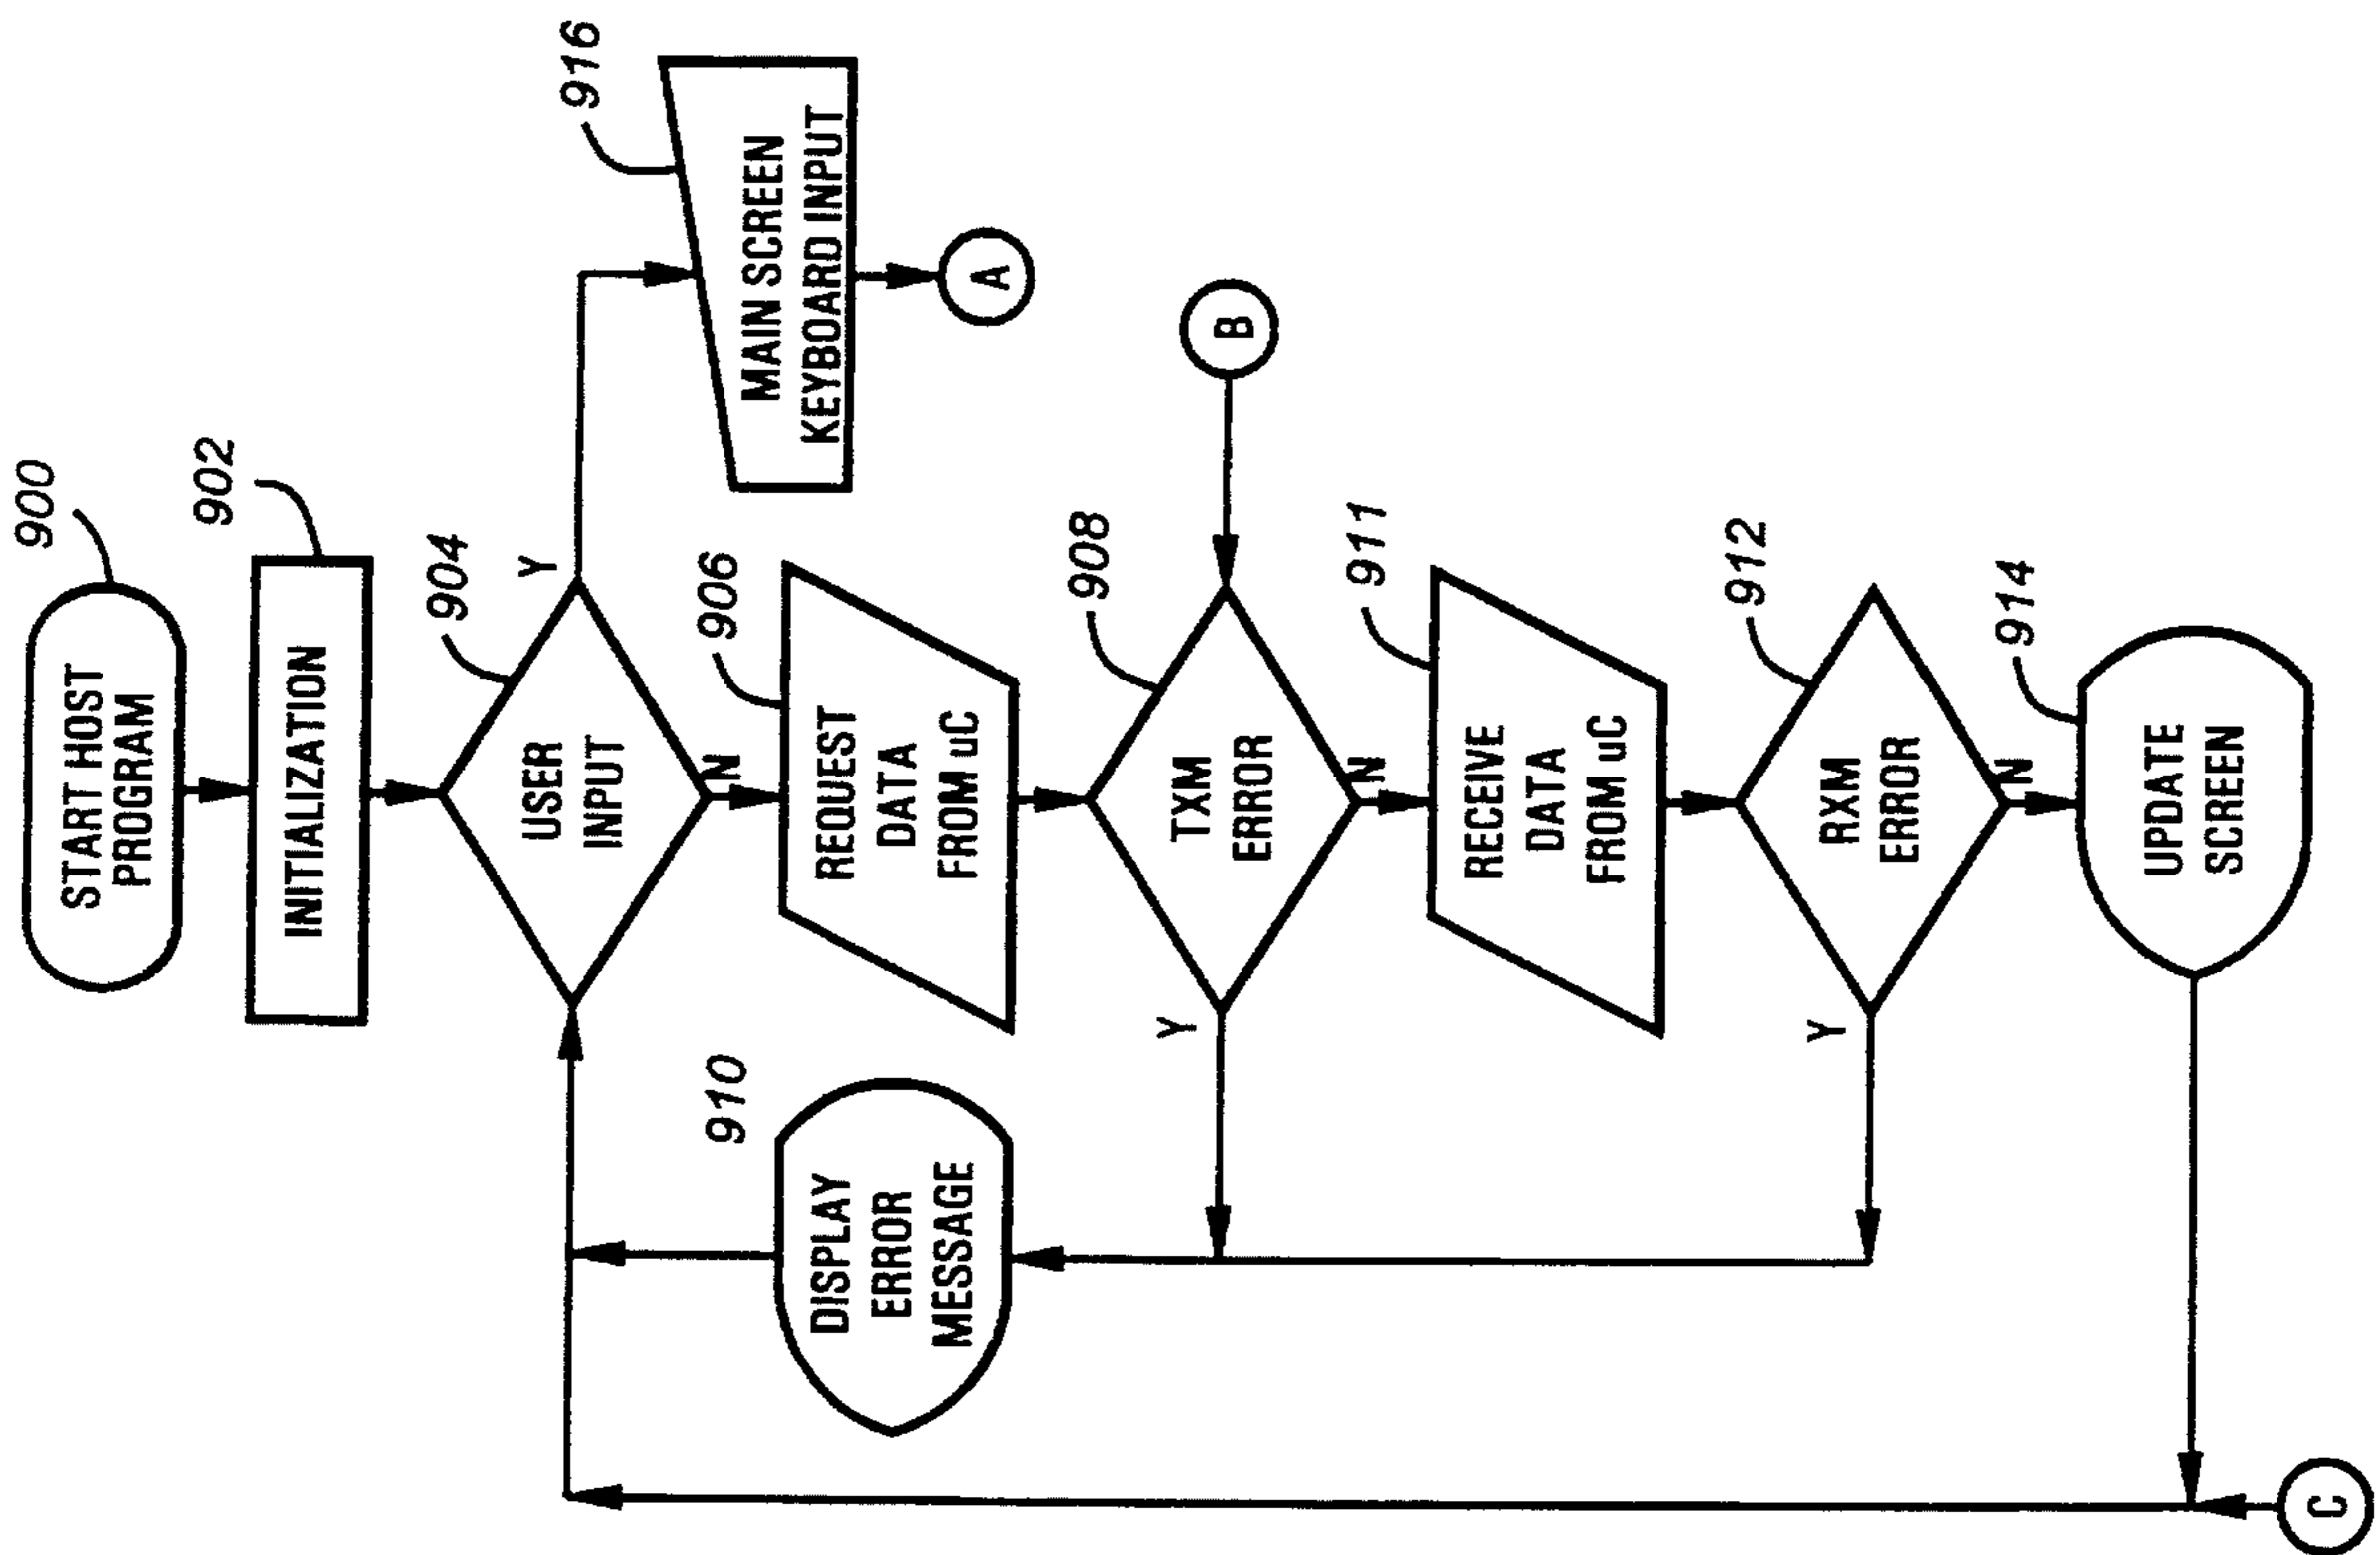 900
START HOST
PROGRAM
902
INITIALIZATION
904
USER
INPUT
Y
N
916
MAIN SCREEN
KEYBOARD INPUT
A
906
REQUEST
DATA
FROM uC
910
DISPLAY
ERROR
MESSAGE
908
TXM
ERROR
Y
N
B
911
RECEIVE
DATA
FROM uC
912
RXM
ERROR
Y
N
914
UPDATE
SCREEN
C